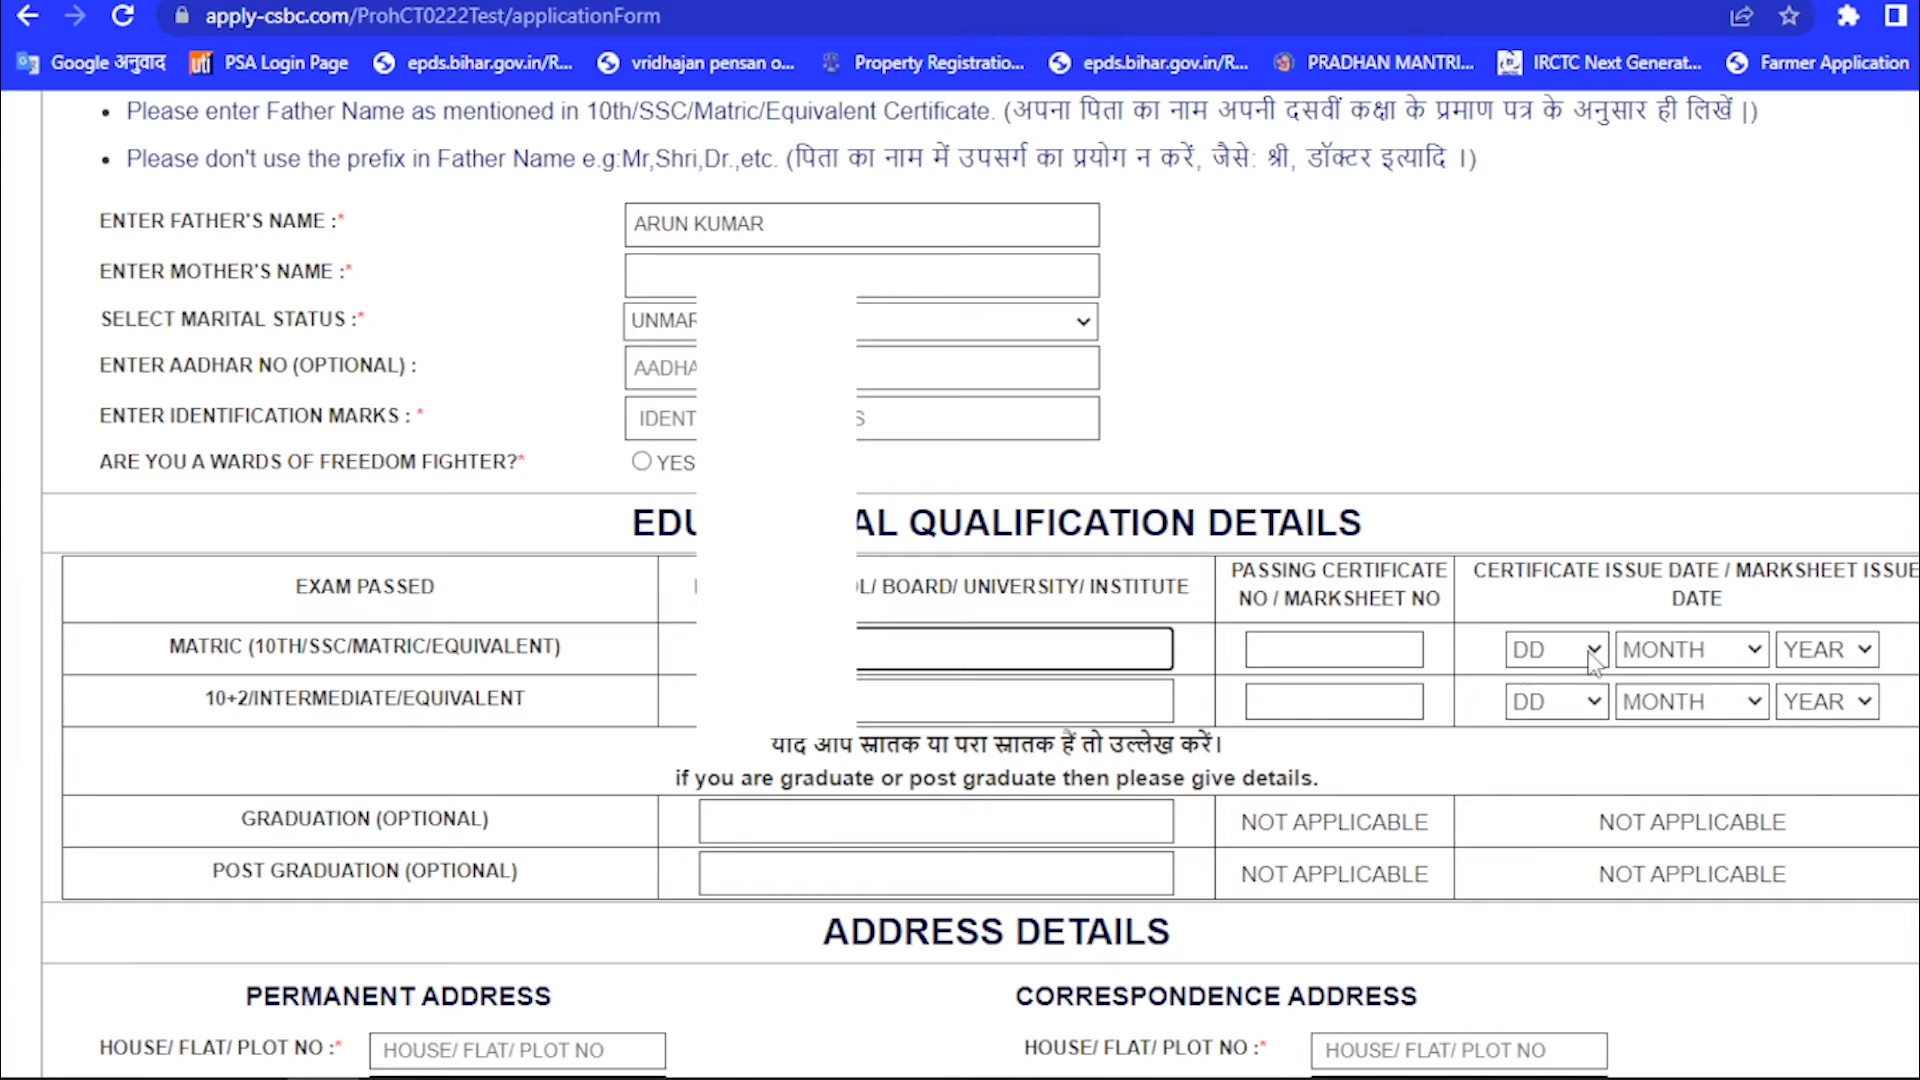 apply-csbc.com/ProhCT0222Test/applicationForm
Google अनुवाद uti PSA Login Page epds.bihar.gov.in/R... vridhajan pensan o... Property Registratio... epds.bihar.gov.in/R... PRADHAN MANTRI... IRCTC Next Generat... Farmer Application
• Please enter Father Name as mentioned in 10th/SSC/Matric/Equivalent Certificate. (अपना पिता का नाम अपनी दसवीं कक्षा के प्रमाण पत्र के अनुसार ही लिखें |)
• Please don't use the prefix in Father Name e.g:Mr,Shri,Dr.,etc. (पिता का नाम में उपसर्ग का प्रयोग न करें, जैसे: श्री, डॉक्टर इत्यादि ।)
ENTER FATHER'S NAME :* ARUN KUMAR
ENTER MOTHER'S NAME :*
SELECT MARITAL STATUS :* UNMAR
ENTER AADHAR NO (OPTIONAL) : AADHA
ENTER IDENTIFICATION MARKS : * IDENT S
ARE YOU A WARDS OF FREEDOM FIGHTER?* YES
EDU AL QUALIFICATION DETAILS
EXAM PASSED L/ BOARD/ UNIVERSITY/ INSTITUTE PASSING CERTIFICATE NO / MARKSHEET NO CERTIFICATE ISSUE DATE / MARKSHEET ISSUE DATE
MATRIC (10TH/SSC/MATRIC/EQUIVALENT) DD MONTH YEAR
10+2/INTERMEDIATE/EQUIVALENT DD MONTH YEAR
यदि आप स्नातक या परा स्नातक हैं तो उल्लेख करें।
if you are graduate or post graduate then please give details.
GRADUATION (OPTIONAL) NOT APPLICABLE NOT APPLICABLE
POST GRADUATION (OPTIONAL) NOT APPLICABLE NOT APPLICABLE
ADDRESS DETAILS
PERMANENT ADDRESS CORRESPONDENCE ADDRESS
HOUSE/ FLAT/ PLOT NO :* HOUSE/ FLAT/ PLOT NO HOUSE/ FLAT/ PLOT NO :* HOUSE/ FLAT/ PLOT NO